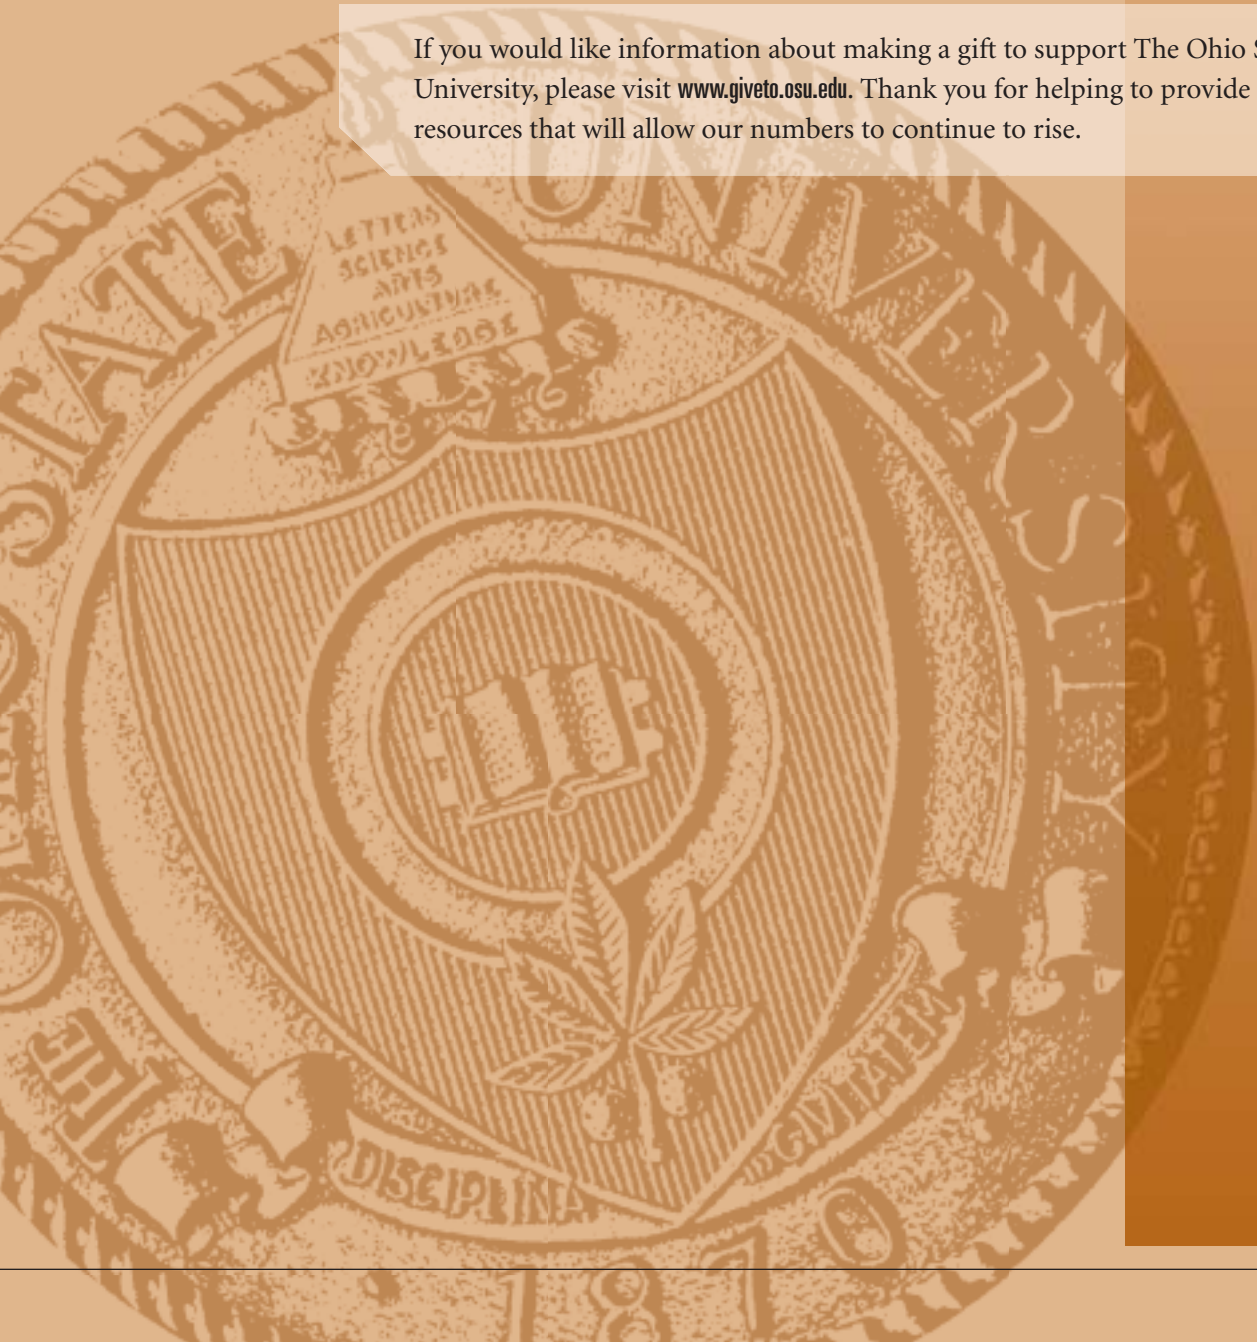 If you would like information about making a gift to support The Ohio S
University, please visit www.giveto.osu.edu. Thank you for helping to provide
resources that will allow our numbers to continue to rise.
THE OHIO STATE UNIVERSITY
LETTERS
SCIENCE
ARTS
AGRICULTURE
KNOWLEDGE
DISCIPLINA
1870